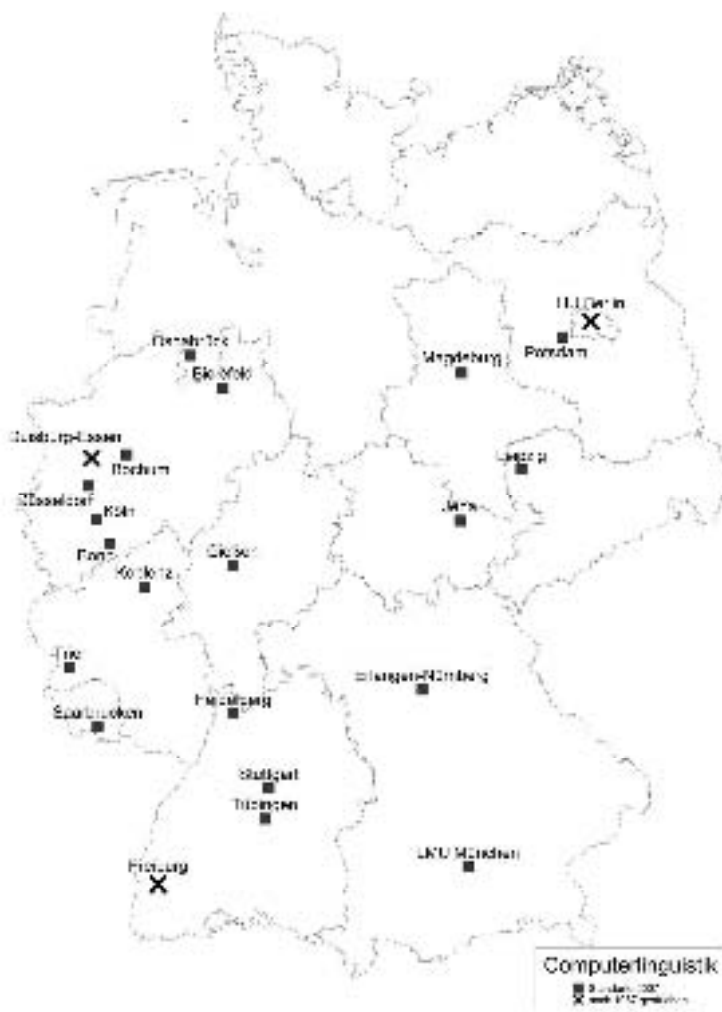 HU Berlin
Potsdam
Osnabrück
Magdeburg
Bielefeld
Duisburg-Essen
Bochum
Leipzig
Düsseldorf
Köln
Jena
Bonn
Gießen
Koblenz
Trier
Erlangen-Nürnberg
Saarbrücken
Heidelberg
Stuttgart
Tübingen
LMU München
Freiburg
Computerlinguistik